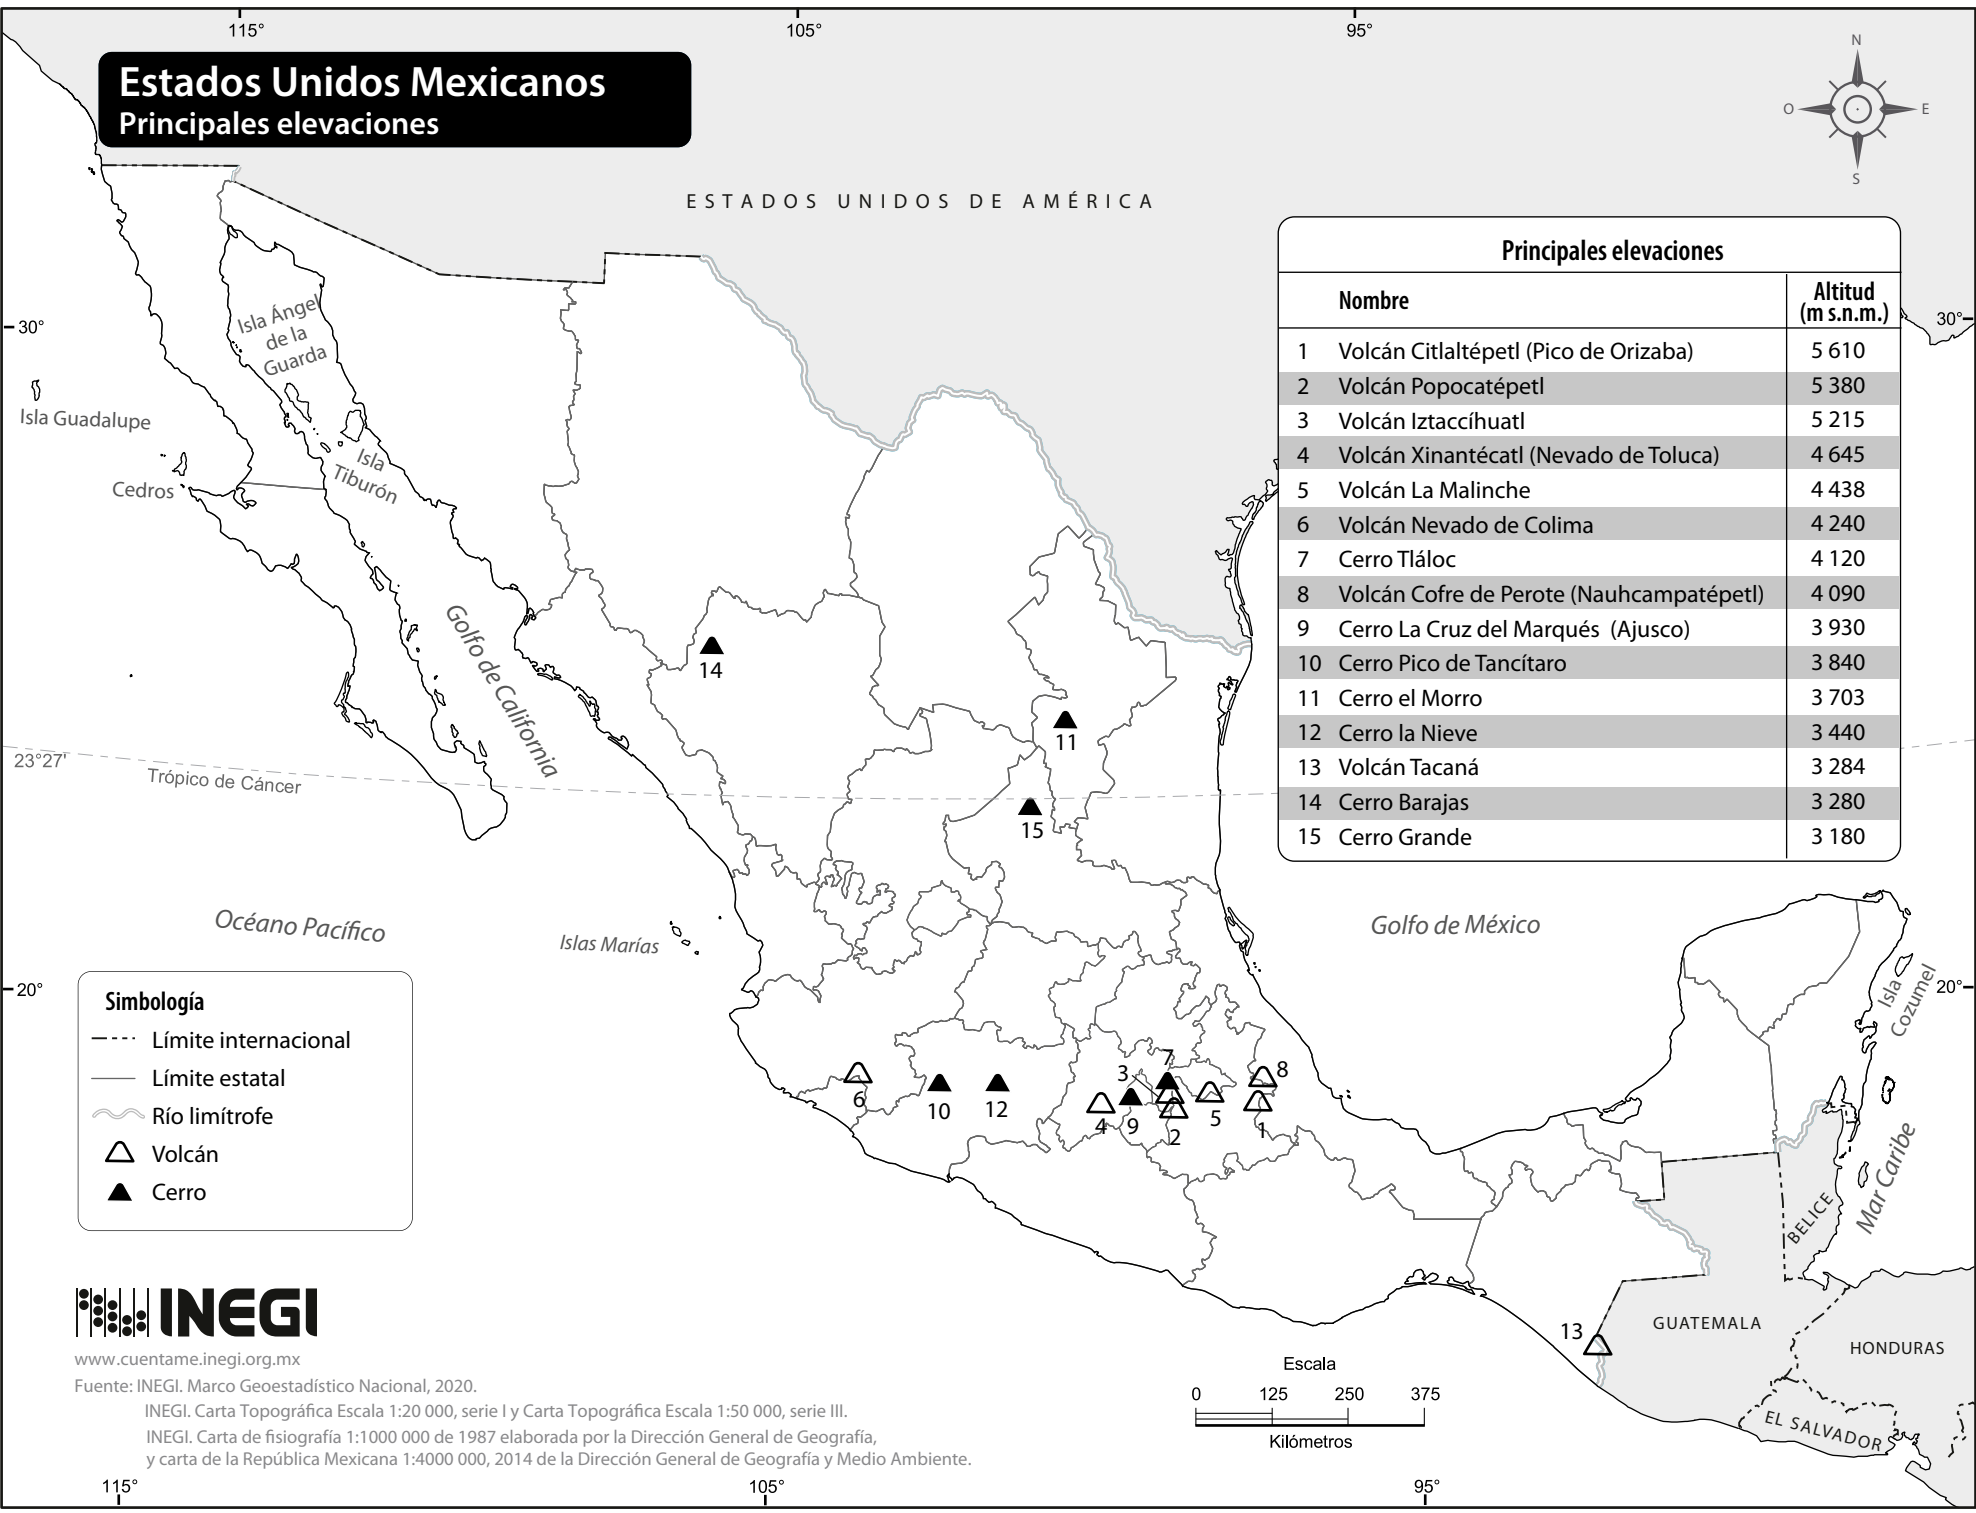 115°
105°
95°
Estados Unidos Mexicanos
Principales elevaciones
N
O
E
S
ESTADOS UNIDOS DE AMÉRICA
Principales elevaciones
Nombre
Altitud
(m s.n.m.)
1 Volcán Citlaltépetl (Pico de Orizaba) 5 610
2 Volcán Popocatépetl 5 380
3 Volcán Iztaccíhuatl 5 215
4 Volcán Xinantécatl (Nevado de Toluca) 4 645
5 Volcán La Malinche 4 438
6 Volcán Nevado de Colima 4 240
7 Cerro Tláloc 4 120
8 Volcán Cofre de Perote (Nauhcampatépetl) 4 090
9 Cerro La Cruz del Marqués (Ajusco) 3 930
10 Cerro Pico de Tancítaro 3 840
11 Cerro el Morro 3 703
12 Cerro la Nieve 3 440
13 Volcán Tacaná 3 284
14 Cerro Barajas 3 280
15 Cerro Grande 3 180
30°
30°
Isla Ángel
de la
Guarda
Isla Guadalupe
Isla
Tiburón
Cedros
Golfo de California
14
11
15
23°27'
Trópico de Cáncer
Océano Pacífico
Islas Marías
Golfo de México
20°
20°
Isla
Cozumel
Mar Caribe
7
3
8
6
10
12
4
9
2
5
1
13
BELICE
GUATEMALA
HONDURAS
EL SALVADOR
Simbología
Límite internacional
Límite estatal
Río limítrofe
Volcán
Cerro
INEGI
www.cuentame.inegi.org.mx
Fuente: INEGI. Marco Geoestadístico Nacional, 2020.
INEGI. Carta Topográfica Escala 1:20 000, serie I y Carta Topográfica Escala 1:50 000, serie III.
INEGI. Carta de fisiografía 1:1000 000 de 1987 elaborada por la Dirección General de Geografía,
y carta de la República Mexicana 1:4000 000, 2014 de la Dirección General de Geografía y Medio Ambiente.
Escala
0 125 250 375
Kilómetros
115°
105°
95°